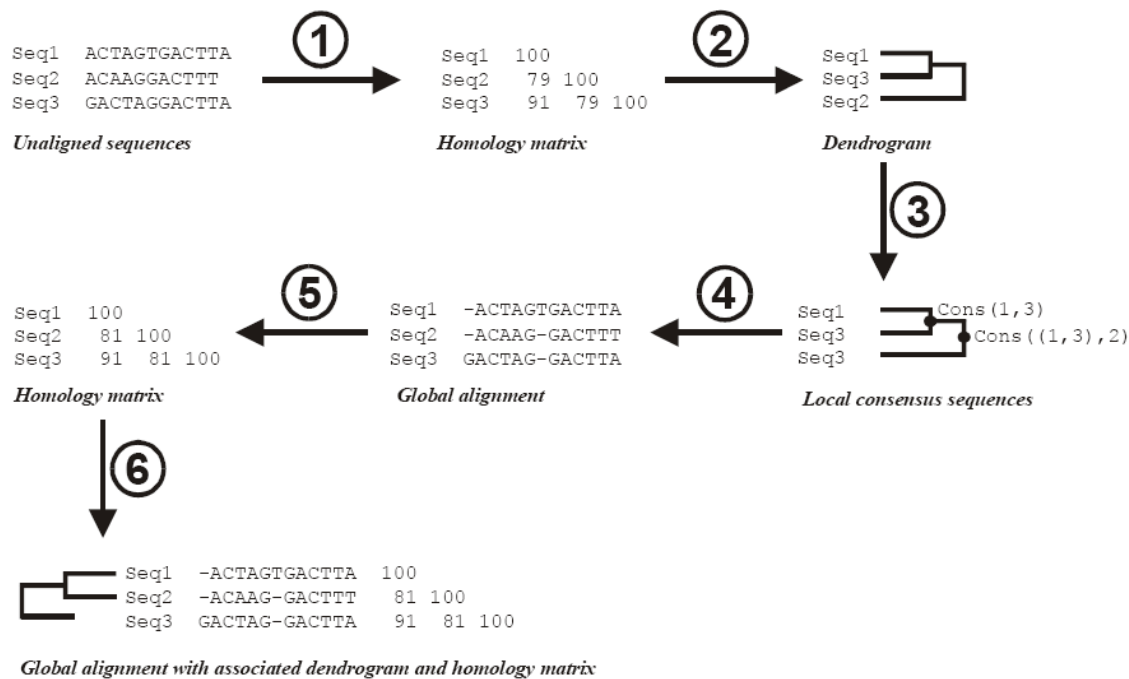 Seq1 ACTAGTGACTTA
Seq2 ACAAGGACTTT
Seq3 GACTAGGACTTA
Unaligned sequences
1
Seq1 100
Seq2 79 100
Seq3 91 79 100
Homology matrix
2
Seq1
Seq3
Seq2
Dendrogram
3
Seq1
Seq3
Seq3
Cons(1,3)
Cons((1,3),2)
Local consensus sequences
4
Seq1 -ACTAGTGACTTA
Seq2 -ACAAG-GACTTT
Seq3 GACTAG-GACTTA
Global alignment
5
Seq1 100
Seq2 81 100
Seq3 91 81 100
Homology matrix
6
Seq1 -ACTAGTGACTTA 100
Seq2 -ACAAG-GACTTT 81 100
Seq3 GACTAG-GACTTA 91 81 100
Global alignment with associated dendrogram and homology matrix